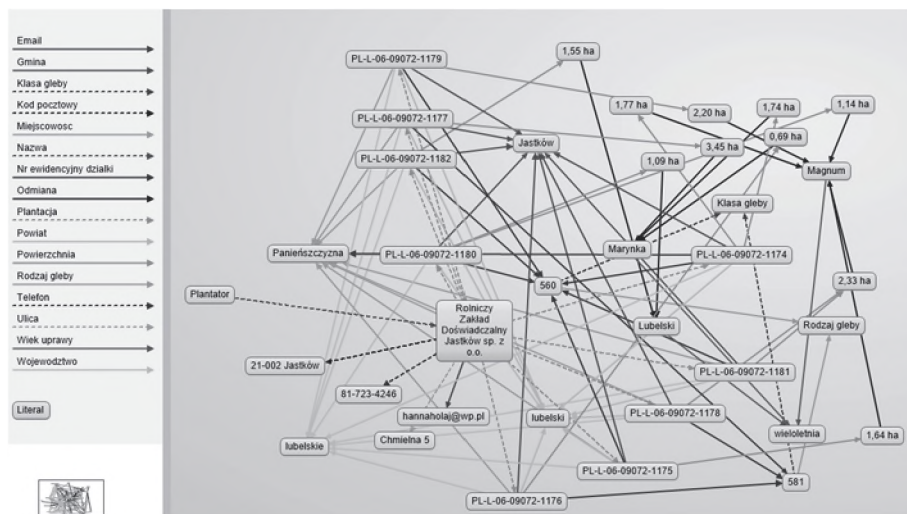 Email
Gmina
Klasa gleby
Kod pocztowy
Miejscowosc
Nazwa
Nr ewidencyjny dzialki
Odmiana
Plantacja
Powiat
Powierzchnia
Rodzaj gleby
Telefon
Ulica
Wiek uprawy
Wojewodztwo
Literal
PL-L-06-09072-1179
1,55 ha
1,77 ha
2,20 ha
1,74 ha
1,14 ha
PL-L-06-09072-1177
Jastków
0,69 ha
PL-L-06-09072-1182
1,09 ha
3,45 ha
Magnum
Klasa gleby
Panieńszczyzna
PL-L-06-09072-1180
Marynka
PL-L-06-09072-1174
Plantator
560
2,33 ha
Rolniczy
Zakład
Doświadczalny
Jastków sp. z
o.o.
Lubelski
Rodzaj gleby
21-002 Jastków
PL-L-06-09072-1181
81-723-4246
hannaholaj@wp.pl
lubelski
PL-L-06-09072-1178
lubelskie
Chmielna 5
wieloletnia
1,64 ha
PL-L-06-09072-1175
581
PL-L-06-09072-1176